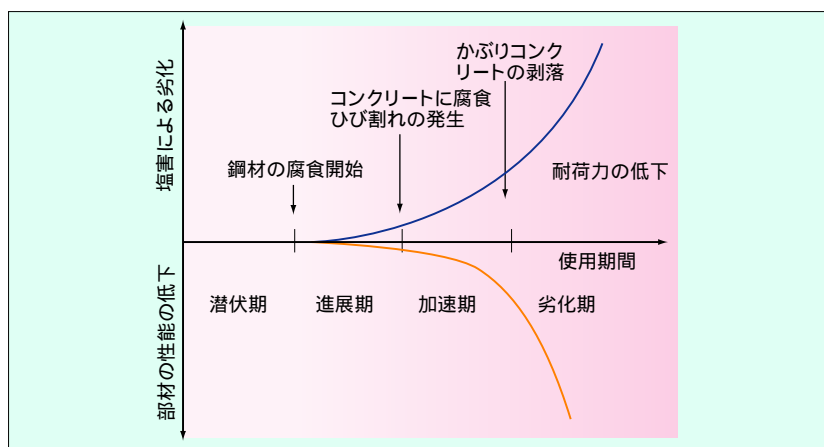 塩害による劣化
部材の性能の低下
かぶりコンク
リートの剥落
コンクリートに腐食
ひび割れの発生
鋼材の腐食開始
耐荷力の低下
使用期間
潜伏期
進展期
加速期
劣化期